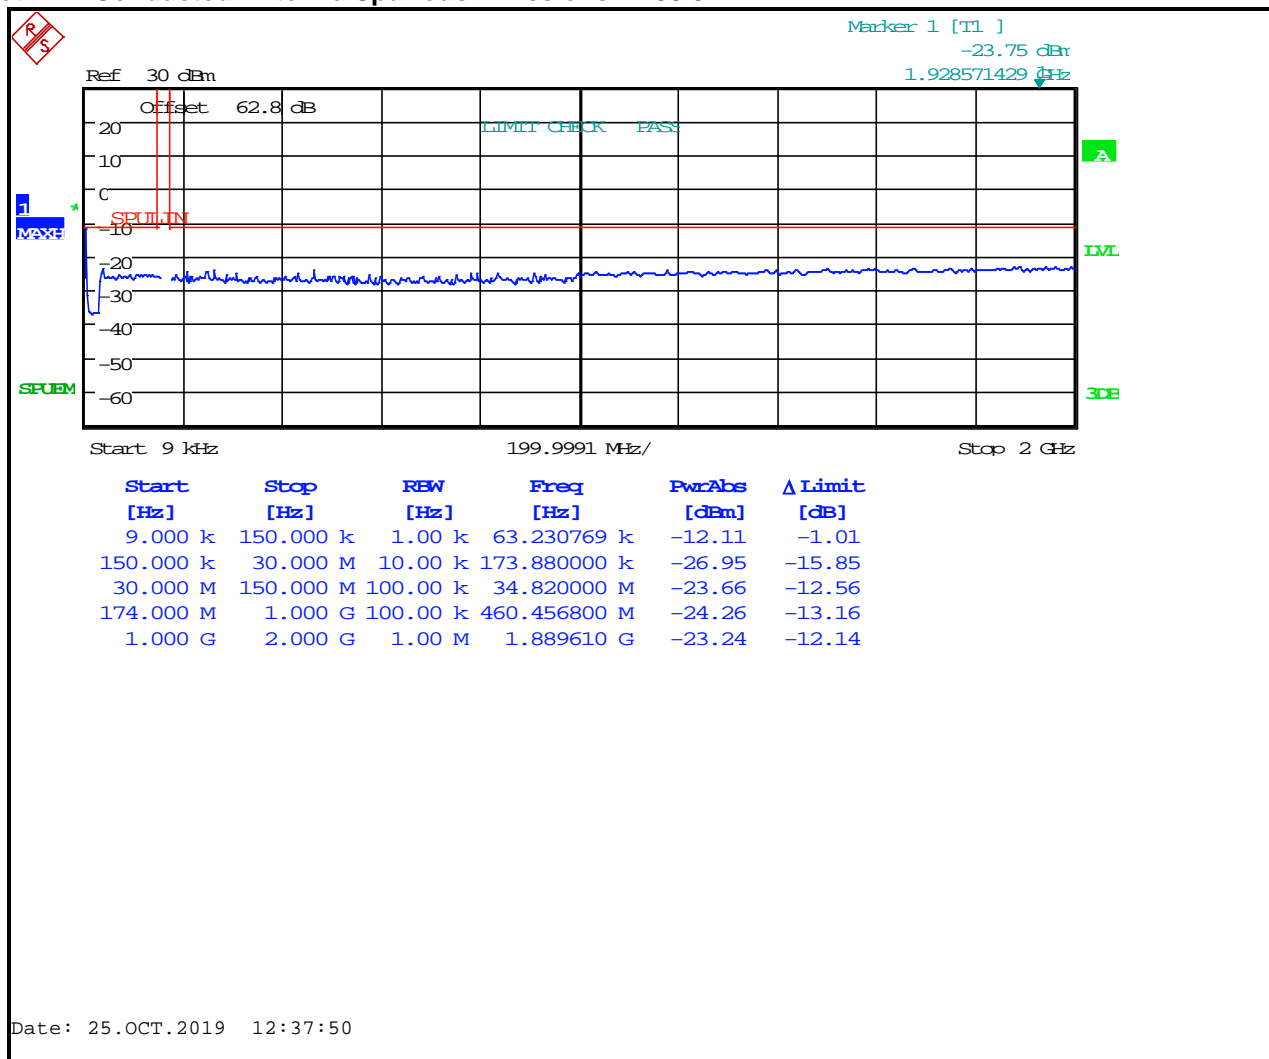 R
S
Marker 1 [T1 ]
-23.75 dBm
Ref 30 dBm
1.928571429 GHz
1
Offset 62.8 dB
LIMIT CHECK PASS
20
10
A
0
1
*
SPULIN
MAXH
-10
LVL
-20
-30
-40
-50
SPUEM
-60
3DB
Start 9 kHz 199.9991 MHz/ Stop 2 GHz
Start Stop RBW Freq PwrAbs Δ Limit
[Hz] [Hz] [Hz] [Hz] [dBm] [dB]
9.000 k 150.000 k 1.00 k 63.230769 k -12.11 -1.01
150.000 k 30.000 M 10.00 k 173.880000 k -26.95 -15.85
30.000 M 150.000 M 100.00 k 34.820000 M -23.66 -12.56
174.000 M 1.000 G 100.00 k 460.456800 M -24.26 -13.16
1.000 G 2.000 G 1.00 M 1.889610 G -23.24 -12.14
Date: 25.OCT.2019 12:37:50